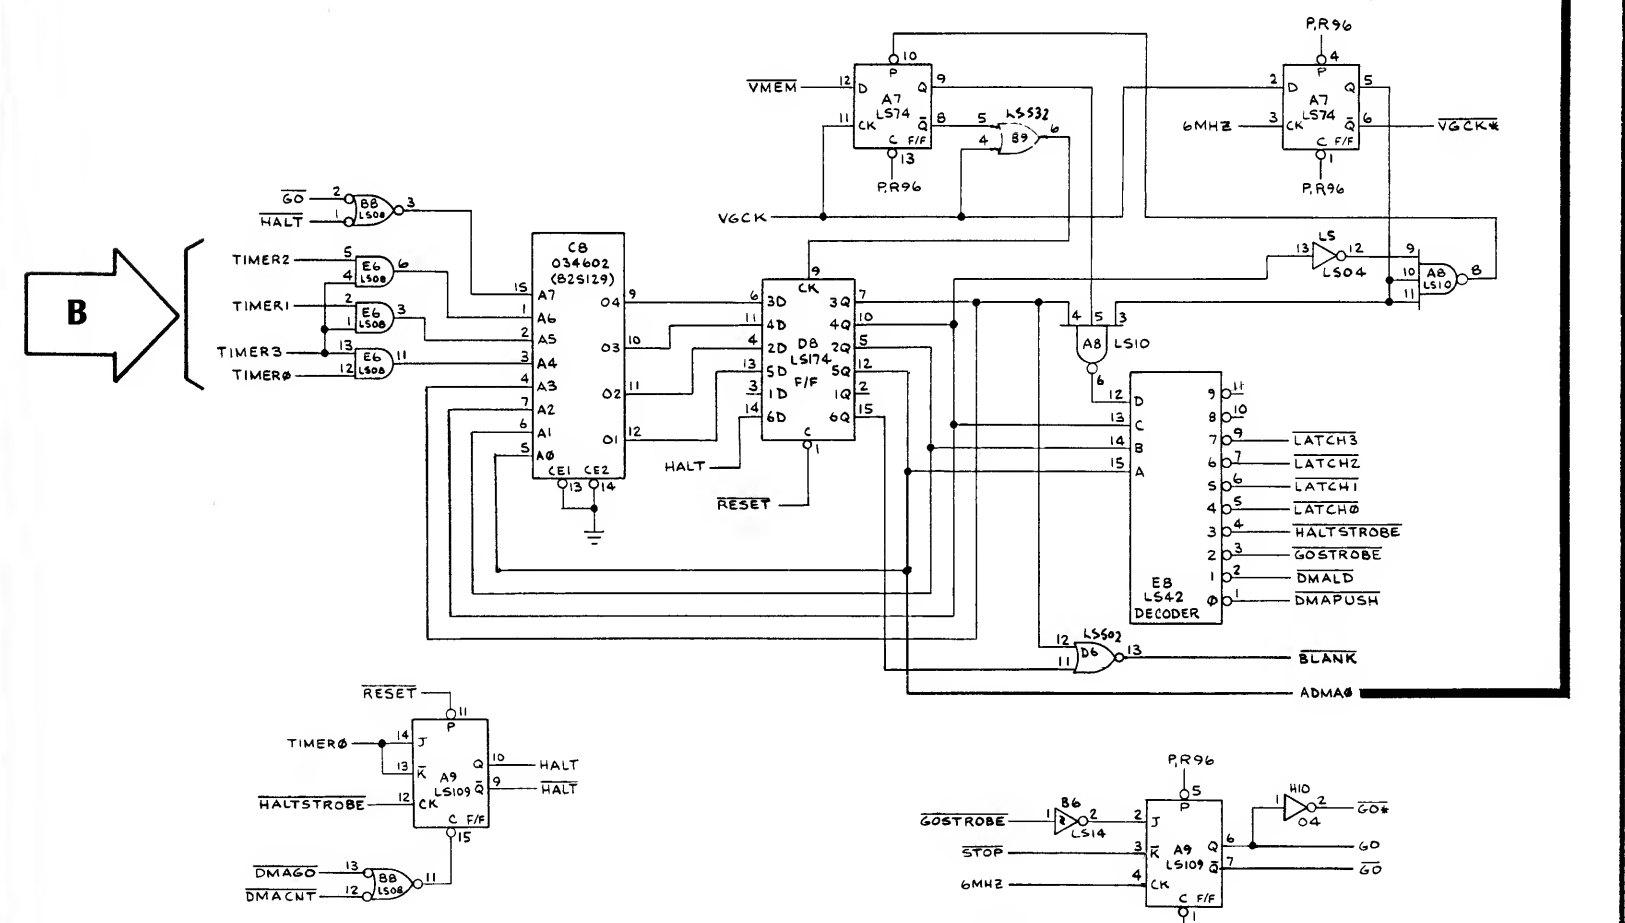 P,R96
P,R96
10
4
P
P
VMEM
12
D
Q
9
2
D
Q
5
A7
LS74
A7
LS74
11
CK
Q
8
5
LS32
B9
6
4
6MHZ
3
CK
Q
6
VGCK*
C F/F
13
C F/F
1
P,R96
P,R96
VGCK
GO
2
B8
LS08
3
HALT
1
TIMER2
5
4
E6
LS08
6
TIMER1
2
1
E6
LS08
3
TIMER3
13
12
E6
LS08
11
TIMER0
C8
034602
(82S129)
15 A7
1 A6
2 A5
3 A4
4 A3
7 A2
6 A1
5 A0
O4 9
O3 10
O2 11
O1 12
CE1 CE2
13 14
9
CK
6 3D
11 4D
4 2D
13 5D
3 1D
14 6D
D8
LS174
F/F
3Q 7
4Q 10
2Q 5
5Q 12
1Q 2
6Q 15
C
1
HALT
RESET
13
L5
12
LS04
9
10
11
A8
LS10
8
4 5 3
A8
LS10
6
12 D
13 C
14 B
15 A
E8
LS42
DECODER
9 11
8 10
7 9 LATCH3
6 7 LATCH2
5 6 LATCH1
4 5 LATCH0
3 4 HALTSTROBE
2 3 GOSTROBE
1 2 DMALD
0 1 DMAPUSH
12
11
D6
13
BLANK
ADMA0
B
RESET
11
P
TIMER0
14 J
13 K
HALTSTROBE
12 CK
A9
LS109
Q 10 HALT
Q 9 HALT
C F/F
15
DMAGO
13
B8
LS08
11
DMACNT
12
P,R96
5
P
GOSTROBE
1
B6
2
LS14
2 J
STOP
3 K
6MHZ
4 CK
A9
LS109
Q 6
Q 7
C F/F
1
H10
1
2
04
GO*
GO
GO